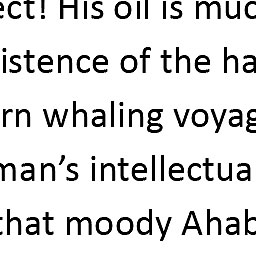 ect! His oil is muc
istence of the ha
rn whaling voyag
man’s intellectua
that moody Ahab